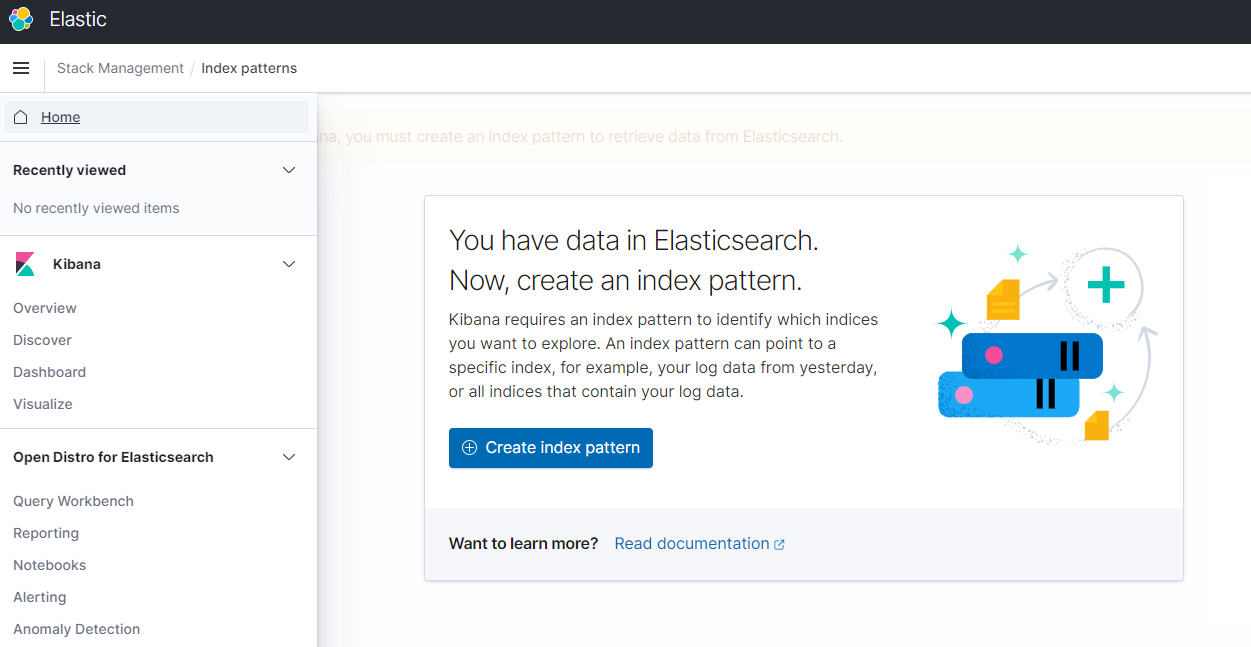 Elastic
Stack Management / Index patterns
Home
Recently viewed
No recently viewed items
Kibana
Overview
Discover
Dashboard
Visualize
Open Distro for Elasticsearch
Query Workbench
Reporting
Notebooks
Alerting
Anomaly Detection
you must create an index pattern to retrieve data from Elasticsearch.
You have data in Elasticsearch.
Now, create an index pattern.
Kibana requires an index pattern to identify which indices
you want to explore. An index pattern can point to a
specific index, for example, your log data from yesterday,
or all indices that contain your log data.
Create index pattern
Want to learn more? Read documentation